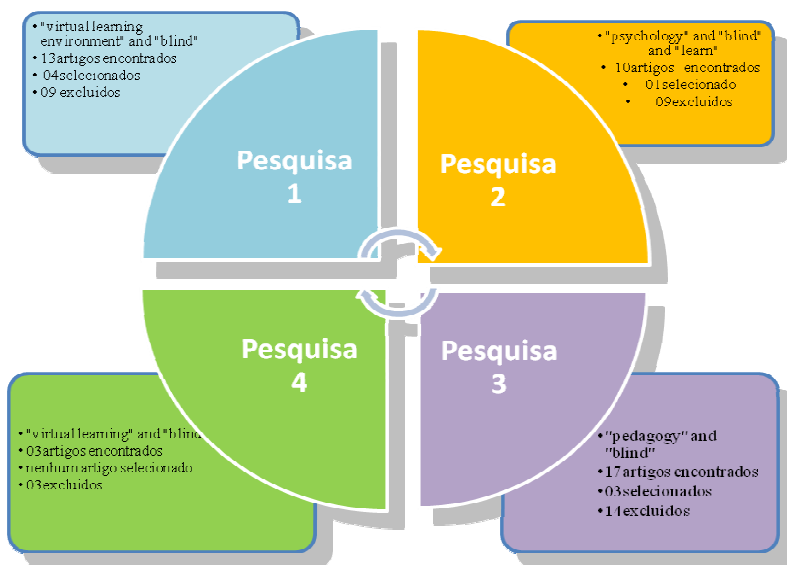 • "virtual learning
environment" and "blind"
• 13artigos encontrados
• 04selecionados
• 09 excluidos
• "psychology" and "blind"
and "learn"
• 10artigos encontrados
• 01selecionado
• 09excluidos
Pesquisa
1
Pesquisa
2
Pesquisa
4
Pesquisa
3
• "virtual learning" and "blind
• 03artigos encontrados
• nenhum artigo selecionado
• 03excluidos
• "pedagogy" and
"blind"
• 17artigos encontrados
• 03selecionados
• 14excluidos